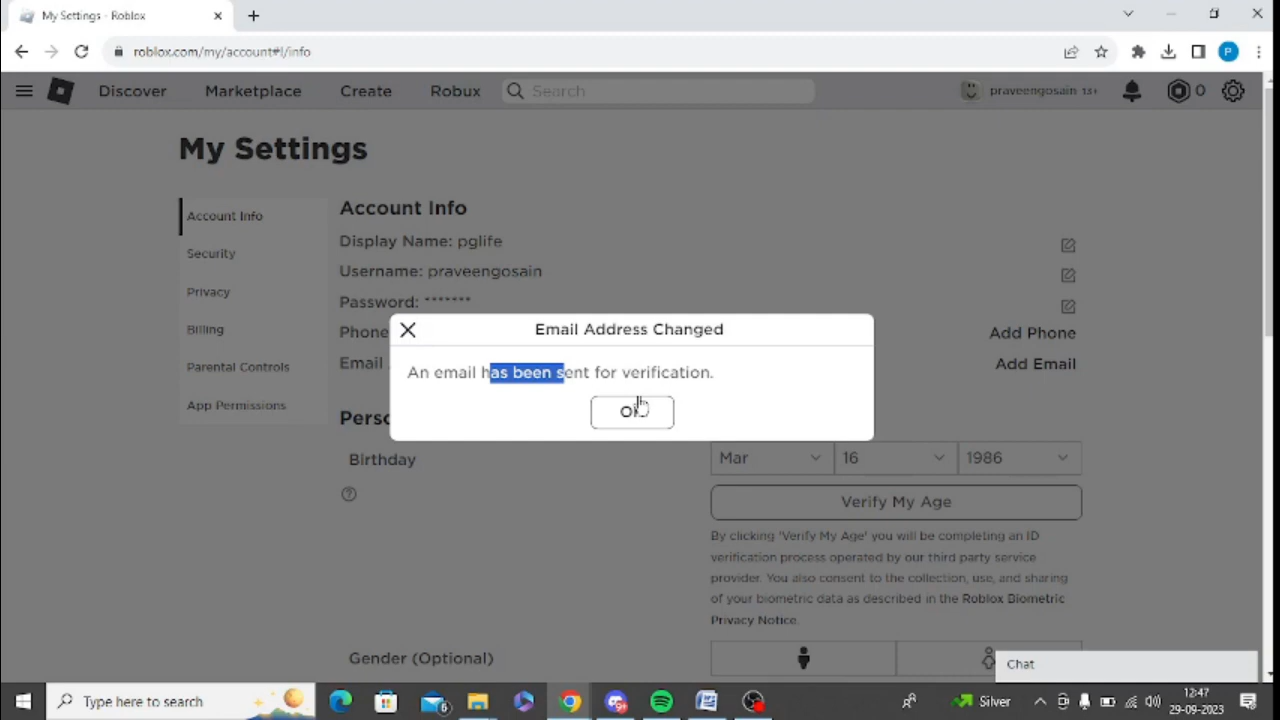 My Settings - Roblox
roblox.com/my/account#!/info
P
Discover
Marketplace
Create
Robux
Search
praveengosain 13+
0
My Settings
Account Info
Security
Privacy
Billing
Parental Controls
App Permissions
Account Info
Display Name: pglife
Username: praveengosain
Password: *******
Phone
Add Phone
Email
Add Email
Email Address Changed
An email has been sent for verification.
Personal
Birthday
Mar
16
1986
Verify My Age
By clicking 'Verify My Age' you will be completing an ID
verification process operated by our third party service
provider. You also consent to the collection, use, and sharing
of your biometric data as described in the Roblox Biometric
Privacy Notice.
Gender (Optional)
Chat
Type here to search
6
Silver
12:47
29-09-2023